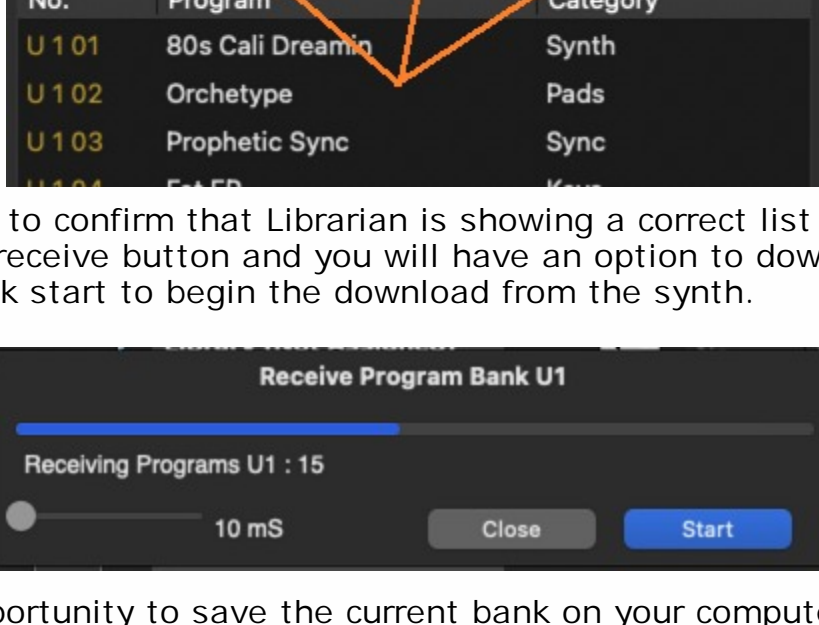 No. Program Category
U 1 01 80s Cali Dreamin Synth
U 1 02 Orchetype Pads
U 1 03 Prophetic Sync Sync
to confirm that Librarian is showing a correct list
receive button and you will have an option to dow
k start to begin the download from the synth.
Receive Program Bank U1
Receiving Programs U1 : 15
10 mS Close Start
portunity to save the current bank on your compute